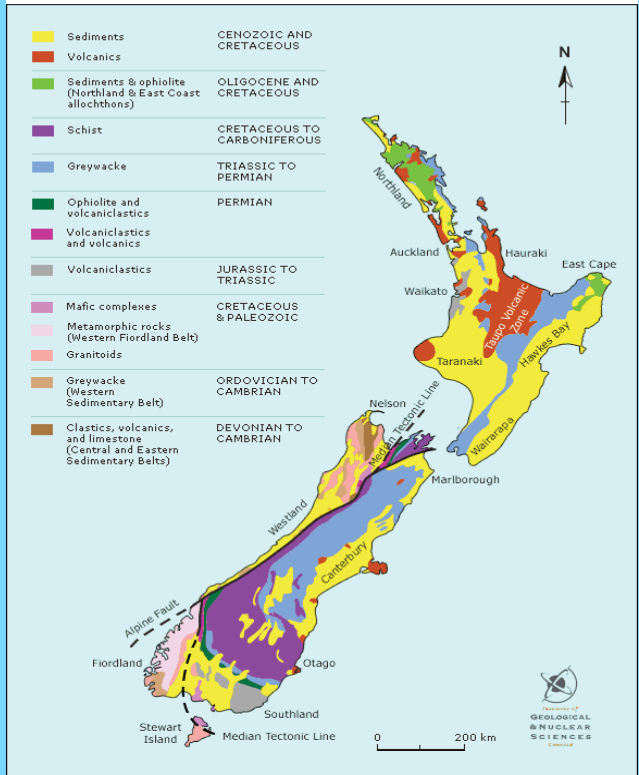 Sediments
CENOZOIC AND
CRETACEOUS
Volcanics
Sediments & ophiolite
(Northland & East Coast
allochthons)
OLIGOCENE AND
CRETACEOUS
Schist
CRETACEOUS TO
CARBONIFEROUS
Greywacke
TRIASSIC TO
PERMIAN
Ophiolite and
volcaniclastics
PERMIAN
Volcaniclastics
and volcanics
Volcaniclastics
JURASSIC TO
TRIASSIC
Mafic complexes
CRETACEOUS
& PALEOZOIC
Metamorphic rocks
(Western Fiordland Belt)
Granitoids
Greywacke
(Western
Sedimentary Belt)
ORDOVICIAN TO
CAMBRIAN
Clastics, volcanics,
and limestone
(Central and Eastern
Sedimentary Belts)
DEVONIAN TO
CAMBRIAN
N
Northland
Auckland
Hauraki
East Cape
Waikato
Taupo Volcanic
Zone
Hawkes Bay
Taranaki
Wairarapa
Nelson
Median Tectonic Line
Marlborough
Westland
Canterbury
Alpine Fault
Fiordland
Otago
Southland
Stewart
Island
Median Tectonic Line
0
200 km
GEOLOGICAL
& NUCLEAR
SCIENCES